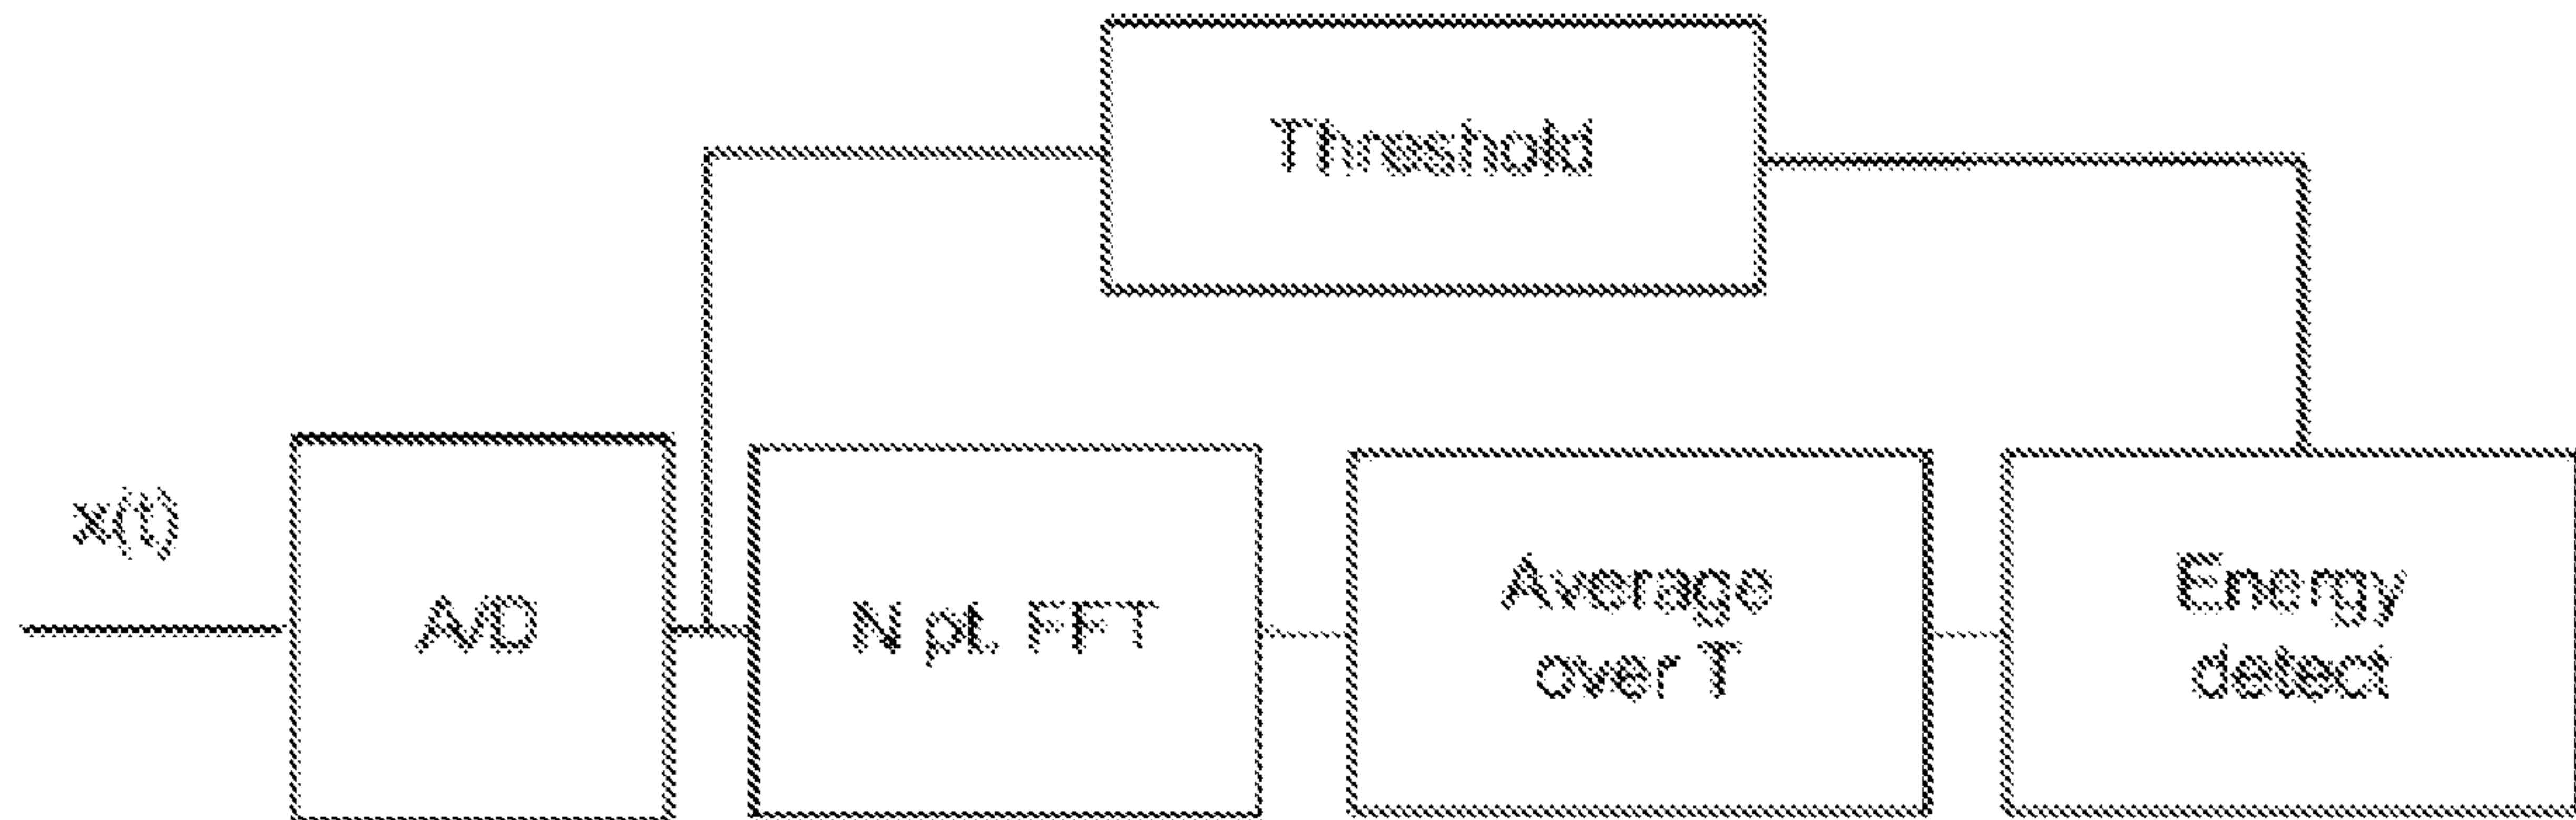 Threshold
x(t)
A/D
N pt. FFT
Average
over T
Energy
detect